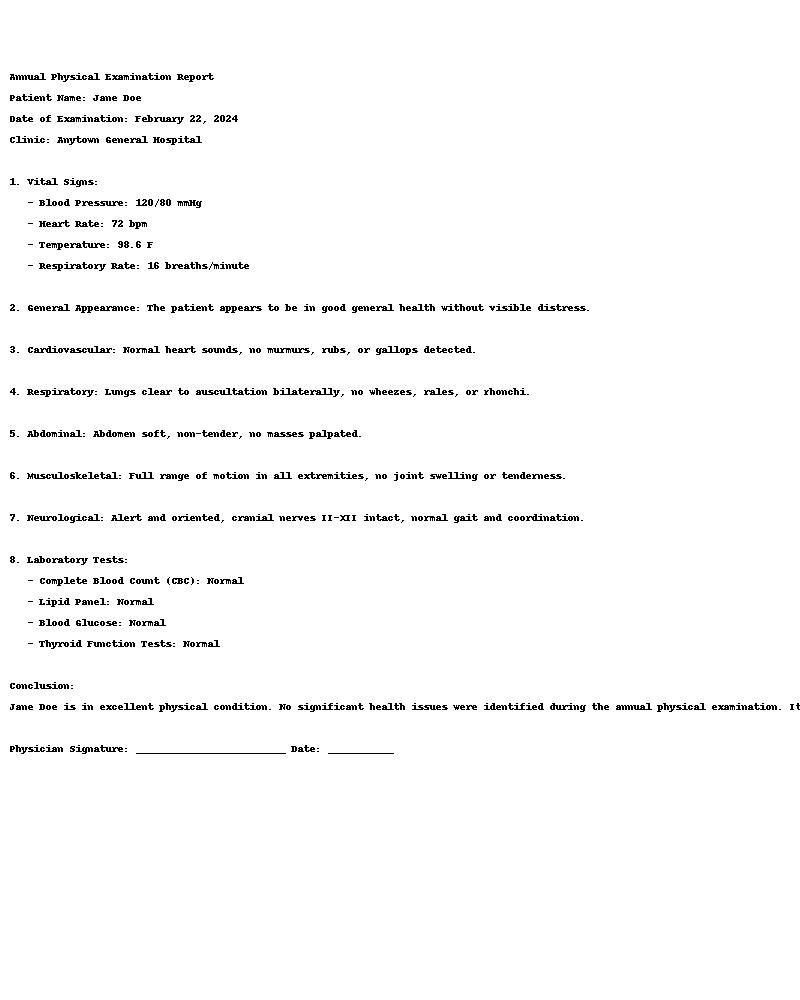 Annual Physical Examination Report
Patient Name: Jane Doe
Date of Examination: February 22, 2024
Clinic: Anytown General Hospital
1. Vital Signs:
- Blood Pressure: 120/80 mmHg
- Heart Rate: 72 bpm
- Temperature: 98.6 F
- Respiratory Rate: 16 breaths/minute
2. General Appearance: The patient appears to be in good general health without visible distress.
3. Cardiovascular: Normal heart sounds, no murmurs, rubs, or gallops detected.
4. Respiratory: Lungs clear to auscultation bilaterally, no wheezes, rales, or rhonchi.
5. Abdominal: Abdomen soft, non-tender, no masses palpated.
6. Musculoskeletal: Full range of motion in all extremities, no joint swelling or tenderness.
7. Neurological: Alert and oriented, cranial nerves II-XII intact, normal gait and coordination.
8. Laboratory Tests:
- Complete Blood Count (CBC): Normal
- Lipid Panel: Normal
- Blood Glucose: Normal
- Thyroid Function Tests: Normal
Conclusion:
Jane Doe is in excellent physical condition. No significant health issues were identified during the annual physical examination. It
Physician Signature: _________________________ Date: ___________